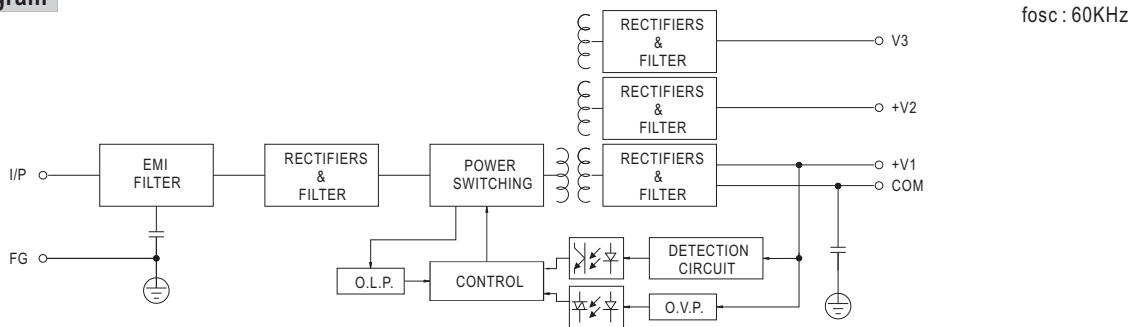 fosc : 60KHz
RECTIFIERS
&
FILTER
V3
RECTIFIERS
&
FILTER
+V2
I/P
EMI
FILTER
RECTIFIERS
&
FILTER
POWER
SWITCHING
RECTIFIERS
&
FILTER
+V1
COM
FG
O.L.P.
CONTROL
DETECTION
CIRCUIT
O.V.P.